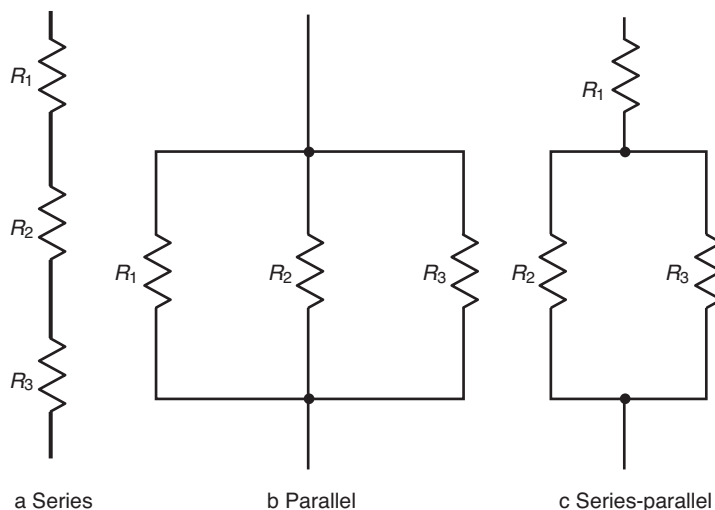 R1
R2
R3
a Series
R1
R2
R3
b Parallel
R1
R2
R3
c Series-parallel